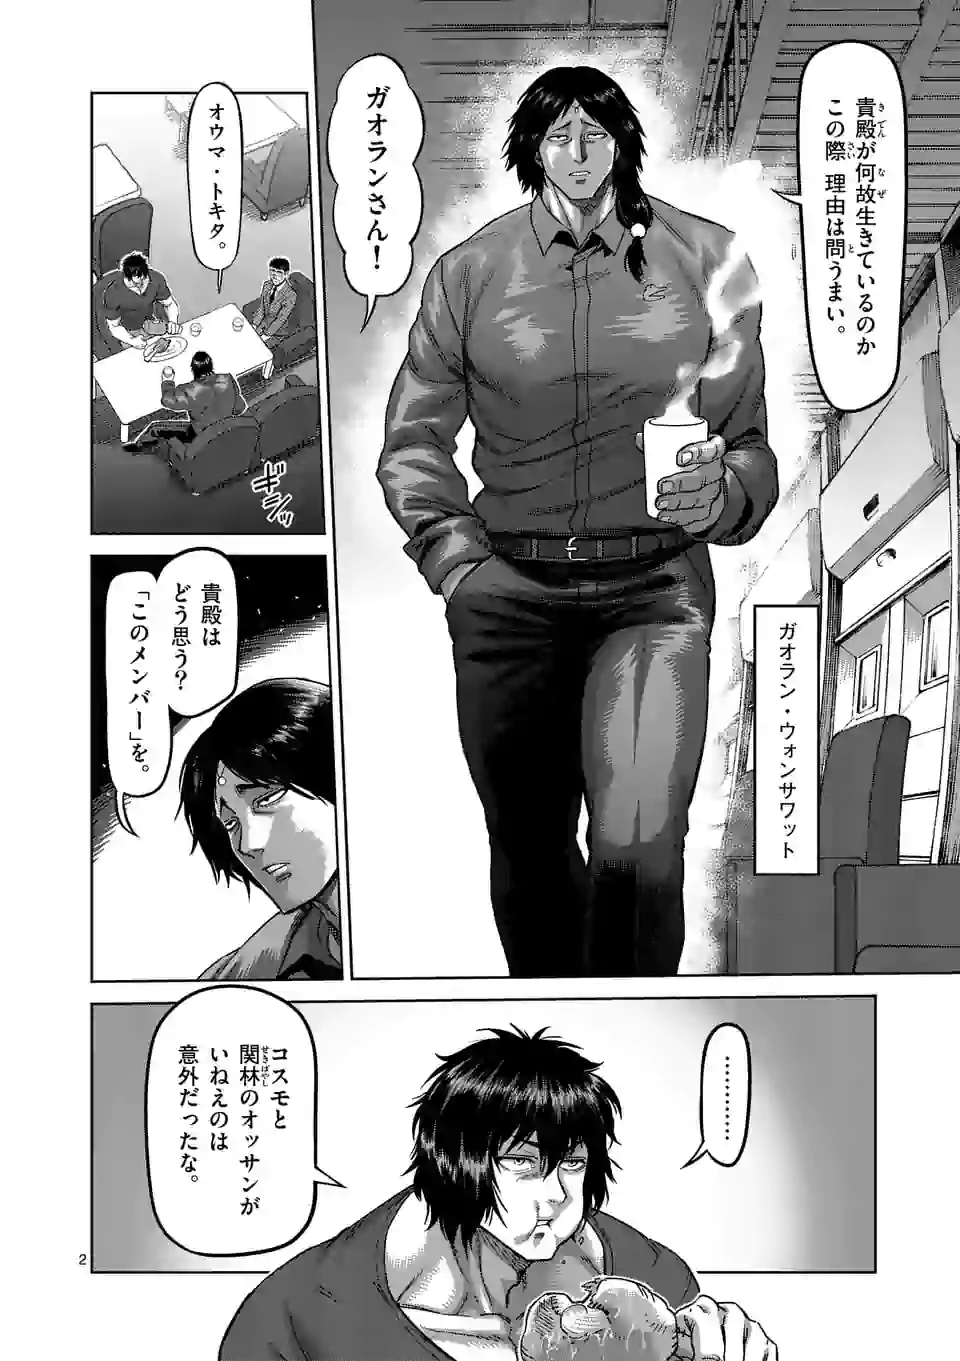 貴殿が何故生きているのか
この際 理由は問うまい。
ガオランさん！
ガオラン・ウォンサワット
オウマ・トキタ。
ギシッ
貴殿は
どう思う？
「このメンバー」を。
…………
コスモと
関林のオッサンが
いねえのは
意外だったな。
2